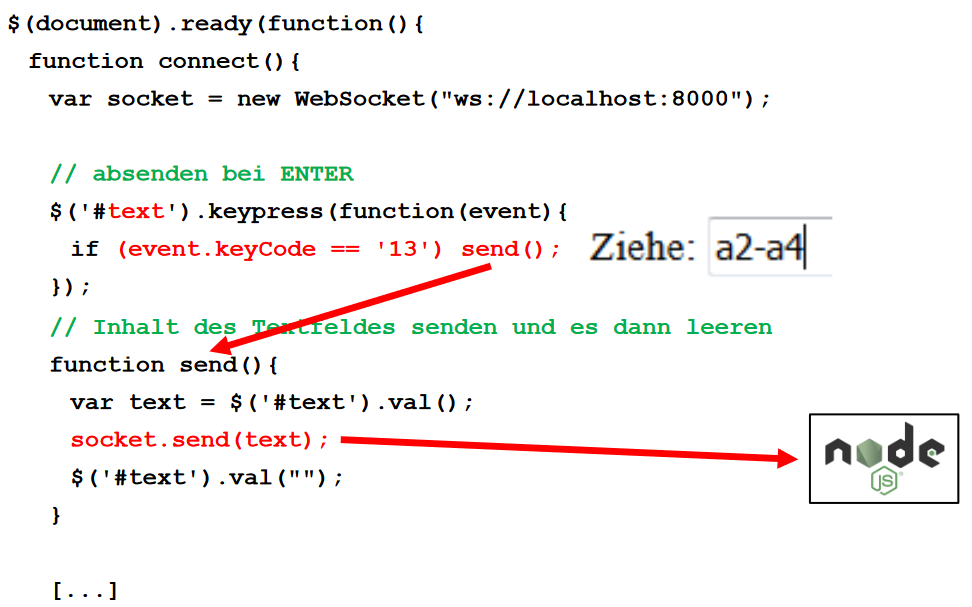 $(document).ready(function(){
function connect(){
var socket = new WebSocket("ws://localhost:8000");
// absenden bei ENTER
$('#text').keypress(function(event){
if (event.keyCode == '13') send();
Ziehe: a2-a4
});
// Inhalt des Textfeldes senden und es dann leeren
function send(){
var text = $('#text').val();
socket.send(text);
node
JS
$('#text').val("");
}
[...]